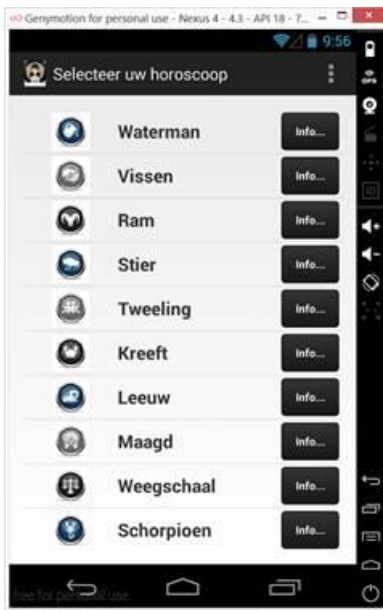 Genymotion for personal use - Nexus 4 - 4.3 - API 18 - 7...
9:56
Selecteer uw horoscoop
Waterman Info...
Vissen Info...
Ram Info...
Stier Info...
Tweeling Info...
Kreeft Info...
Leeuw Info...
Maagd Info...
Weegschaal Info...
Schorpioen Info...
free for personal use
GPS
ID